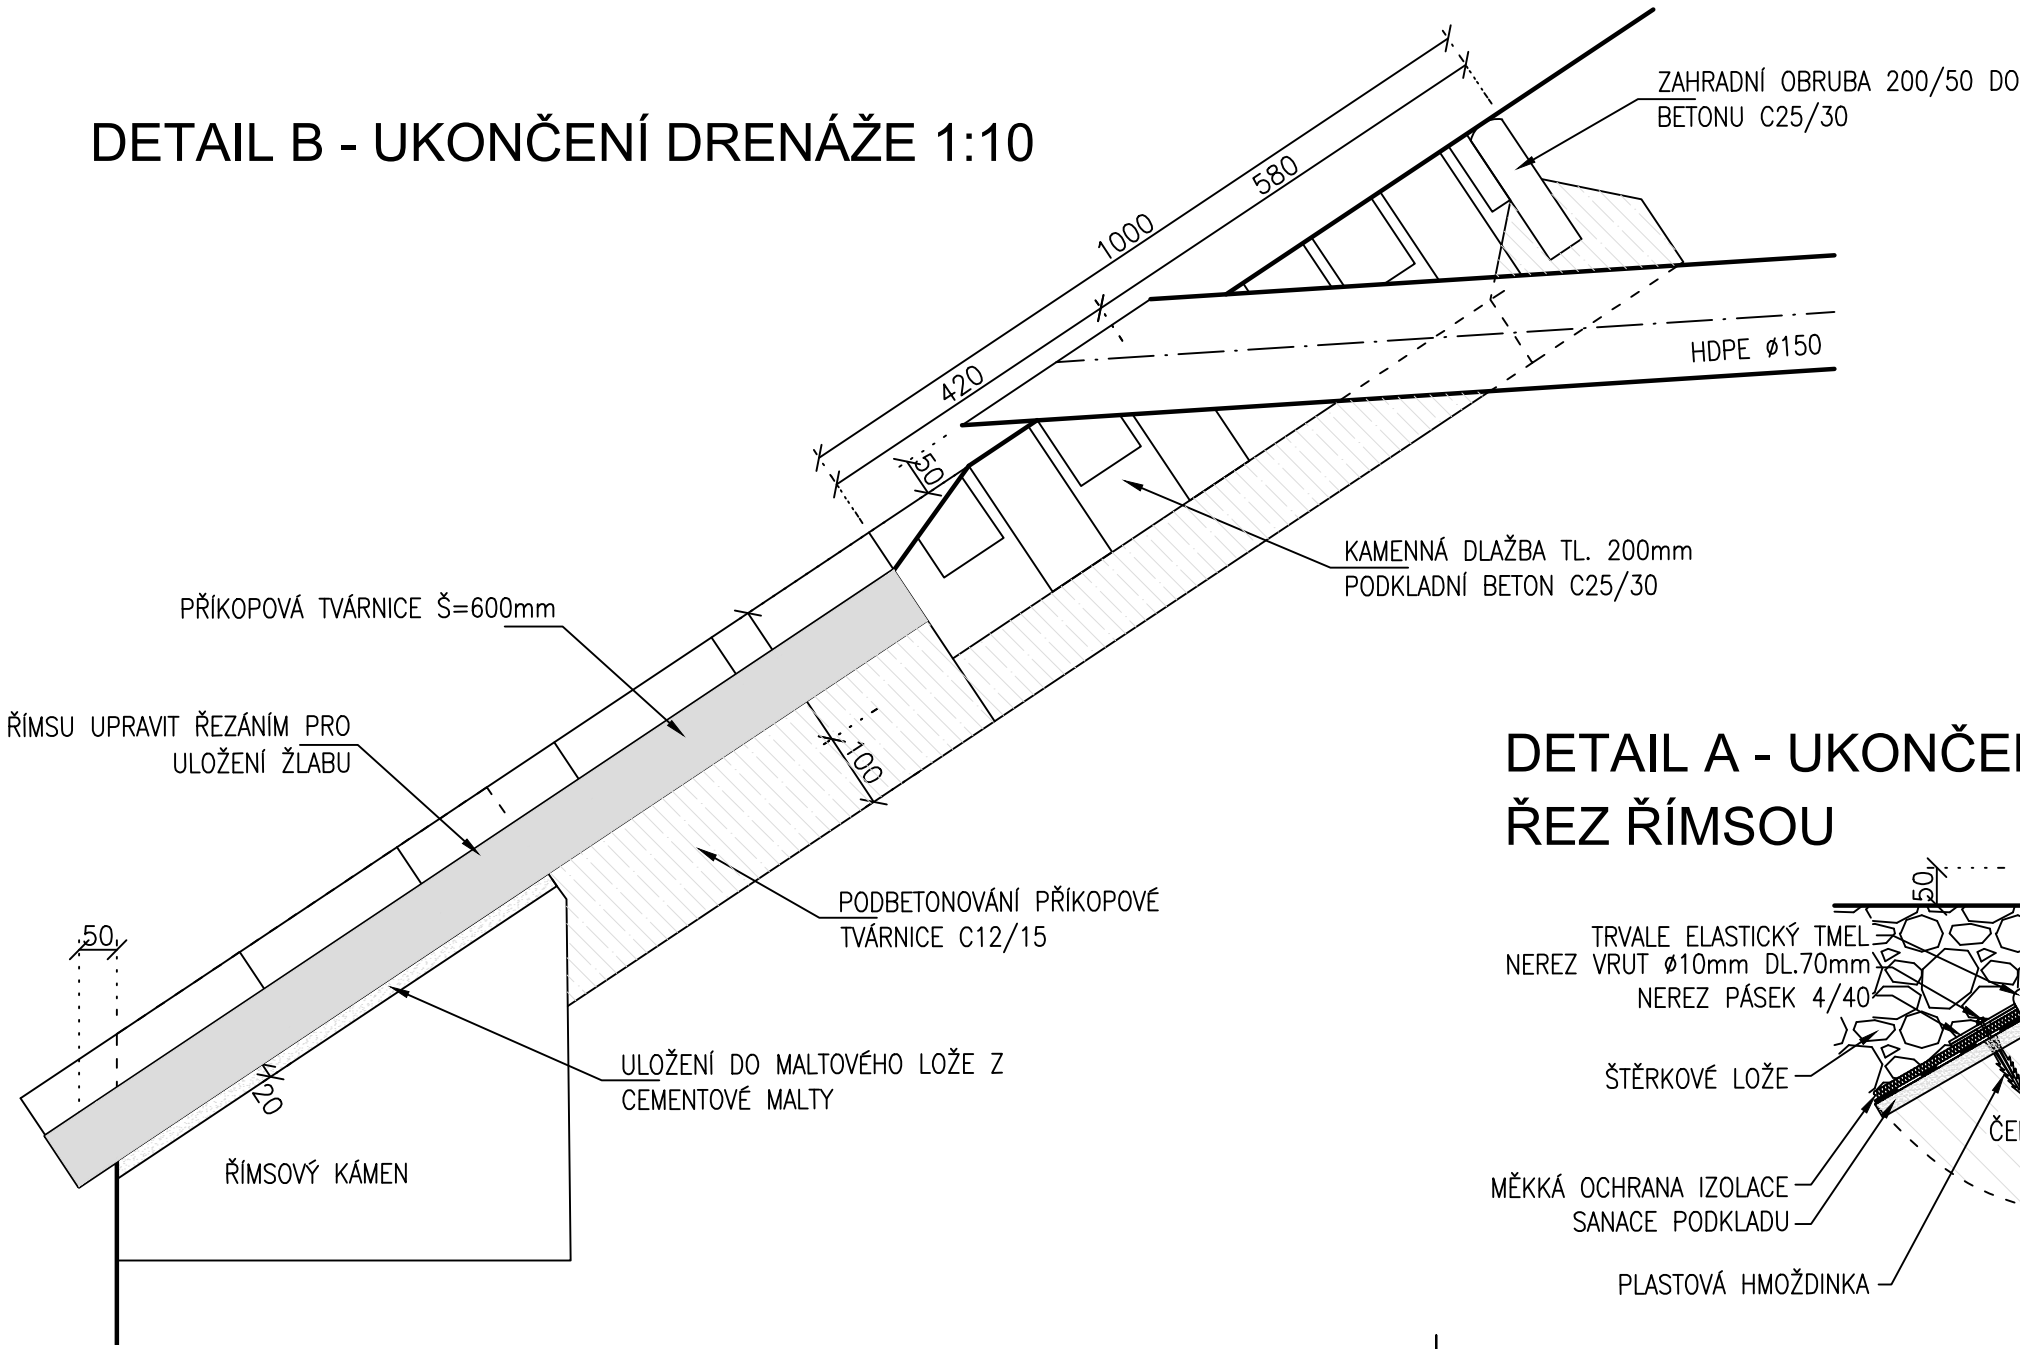 DETAIL B - UKONČENÍ DRENÁŽE 1:10
ZAHRADNÍ OBRUBA 200/50 DO
BETONU C25/30
580
1000
420
50
HDPE ø150
KAMENNÁ DLAŽBA TL. 200mm
PODKLADNÍ BETON C25/30
PŘÍKOPOVÁ TVÁRNICE Š=600mm
ŘÍMSU UPRAVIT ŘEZÁNÍM PRO
ULOŽENÍ ŽLABU
100
PODBETONOVÁNÍ PŘÍKOPOVÉ
TVÁRNICE C12/15
50
ULOŽENÍ DO MALTOVÉHO LOŽE Z
CEMENTOVÉ MALTY
20
ŘÍMSOVÝ KÁMEN
DETAIL A - UKONČE
ŘEZ ŘÍMSOU
50
TRVALE ELASTICKÝ TMEL
NEREZ VRUT ø10mm DL.70mm
NEREZ PÁSEK 4/40
ŠTĚRKOVÉ LOŽE
ČE
MĚKKÁ OCHRANA IZOLACE
SANACE PODKLADU
PLASTOVÁ HMOŽDINKA